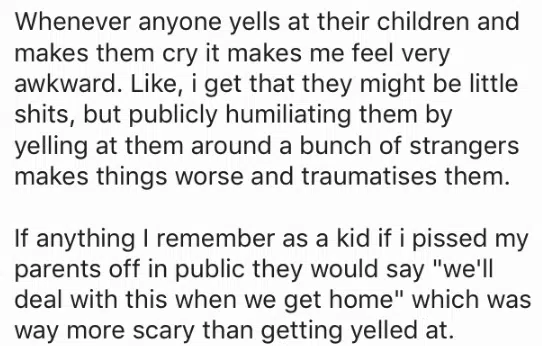 Whenever anyone yells at their children and
makes them cry it makes me feel very
awkward. Like, i get that they might be little
shits, but publicly humiliating them by
yelling at them around a bunch of strangers
makes things worse and traumatises them.
If anything I remember as a kid if i pissed my
parents off in public they would say "we'll
deal with this when we get home" which was
way more scary than getting yelled at.